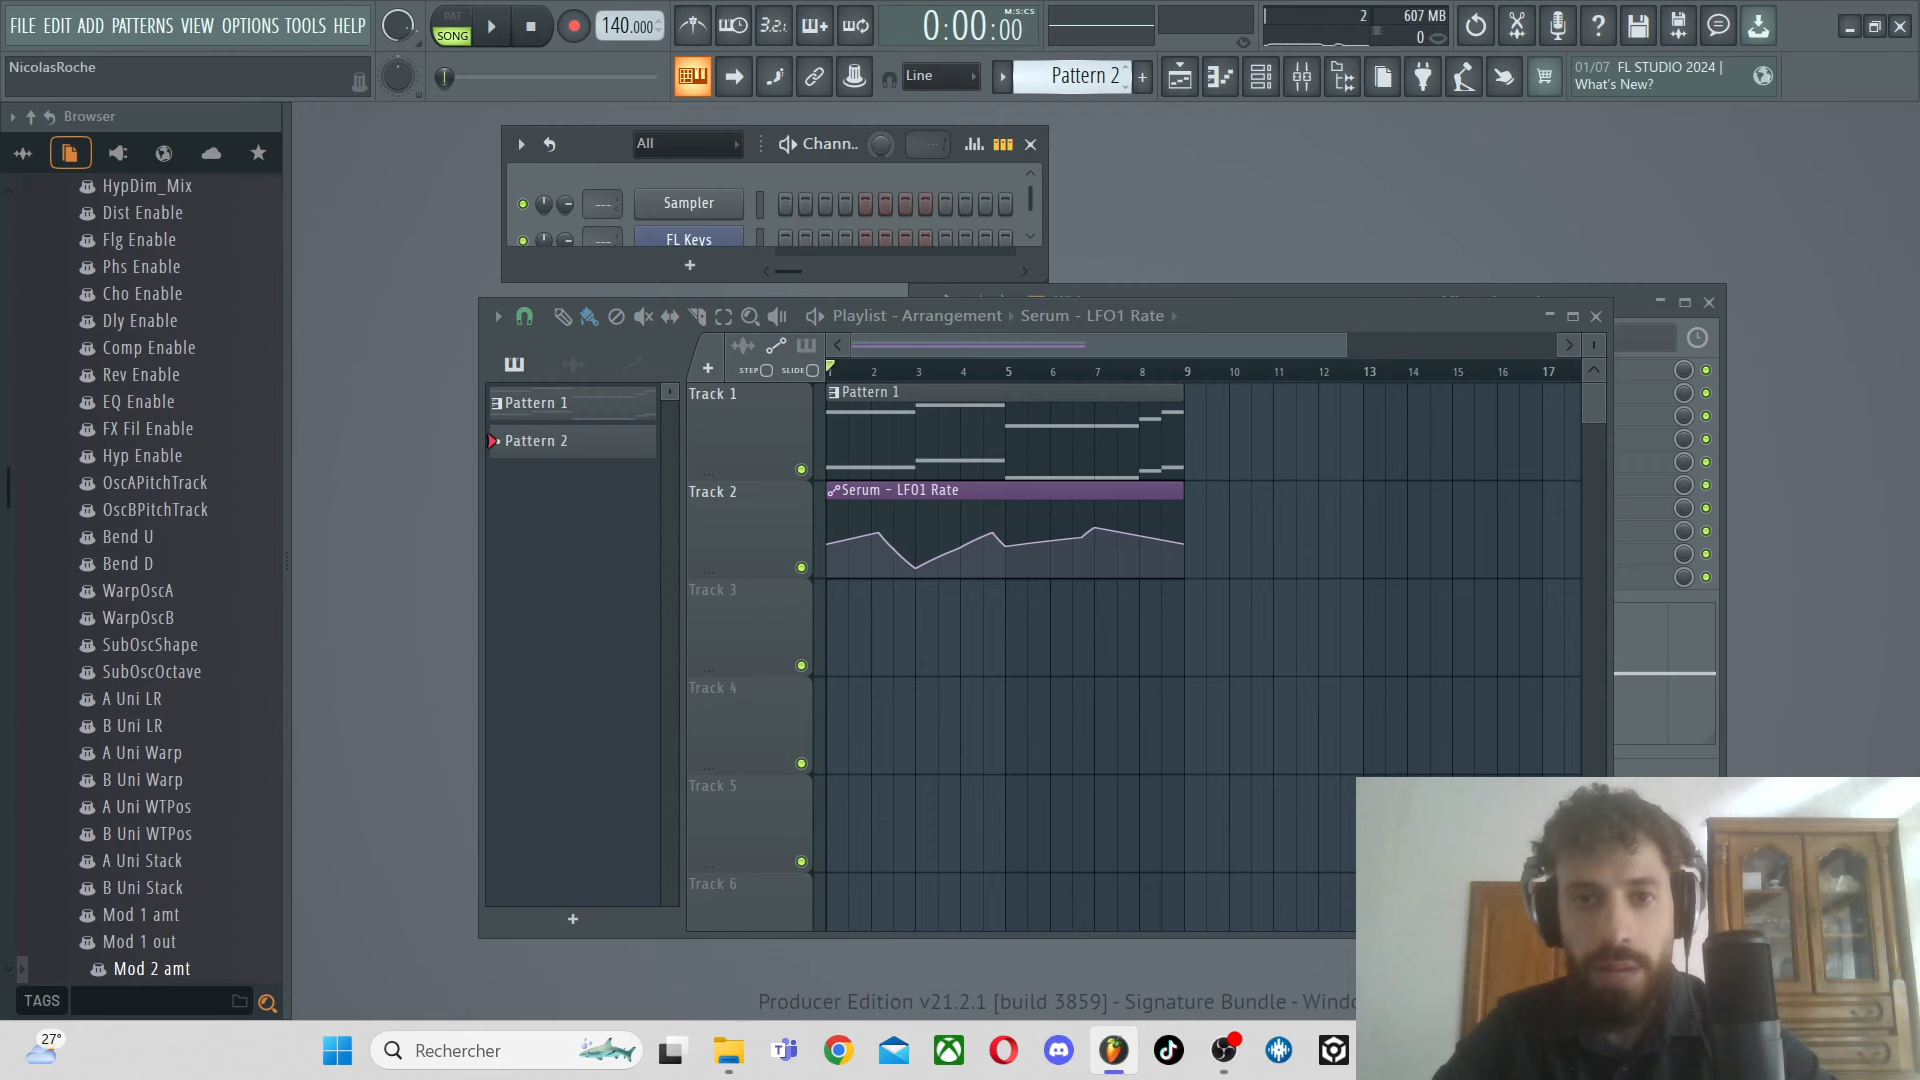 FILE EDIT ADD PATTERNS VIEW OPTIONS TOOLS HELP
PAT
SONG
140.000
3.2.1
0:00:00
M:S:CS
2
607 MB
0
NicolasRoche
Line
Pattern 2
+
01/07 FL STUDIO 2024 |
What's New?
Browser
HypDim_Mix
Dist Enable
Flg Enable
Phs Enable
Cho Enable
Dly Enable
Comp Enable
Rev Enable
EQ Enable
FX Fil Enable
Hyp Enable
OscAPitchTrack
OscBPitchTrack
Bend U
Bend D
WarpOscA
WarpOscB
SubOscShape
SubOscOctave
A Uni LR
B Uni LR
A Uni Warp
B Uni Warp
A Uni WTPos
B Uni WTPos
A Uni Stack
B Uni Stack
Mod 1 amt
Mod 1 out
Mod 2 amt
TAGS
All
Chann..
---
Sampler
---
FL Keys
+
Playlist - Arrangement › Serum - LFO1 Rate
STEP SLIDE
2 3 4 5 6 7 8 9 10 11 12 13 14 15 16 17
Pattern 1
Pattern 2
+
Track 1
Pattern 1
Track 2
Serum - LFO1 Rate
Track 3
Track 4
Track 5
Track 6
Producer Edition v21.2.1 [build 3859] - Signature Bundle - Windo
27°
Rechercher